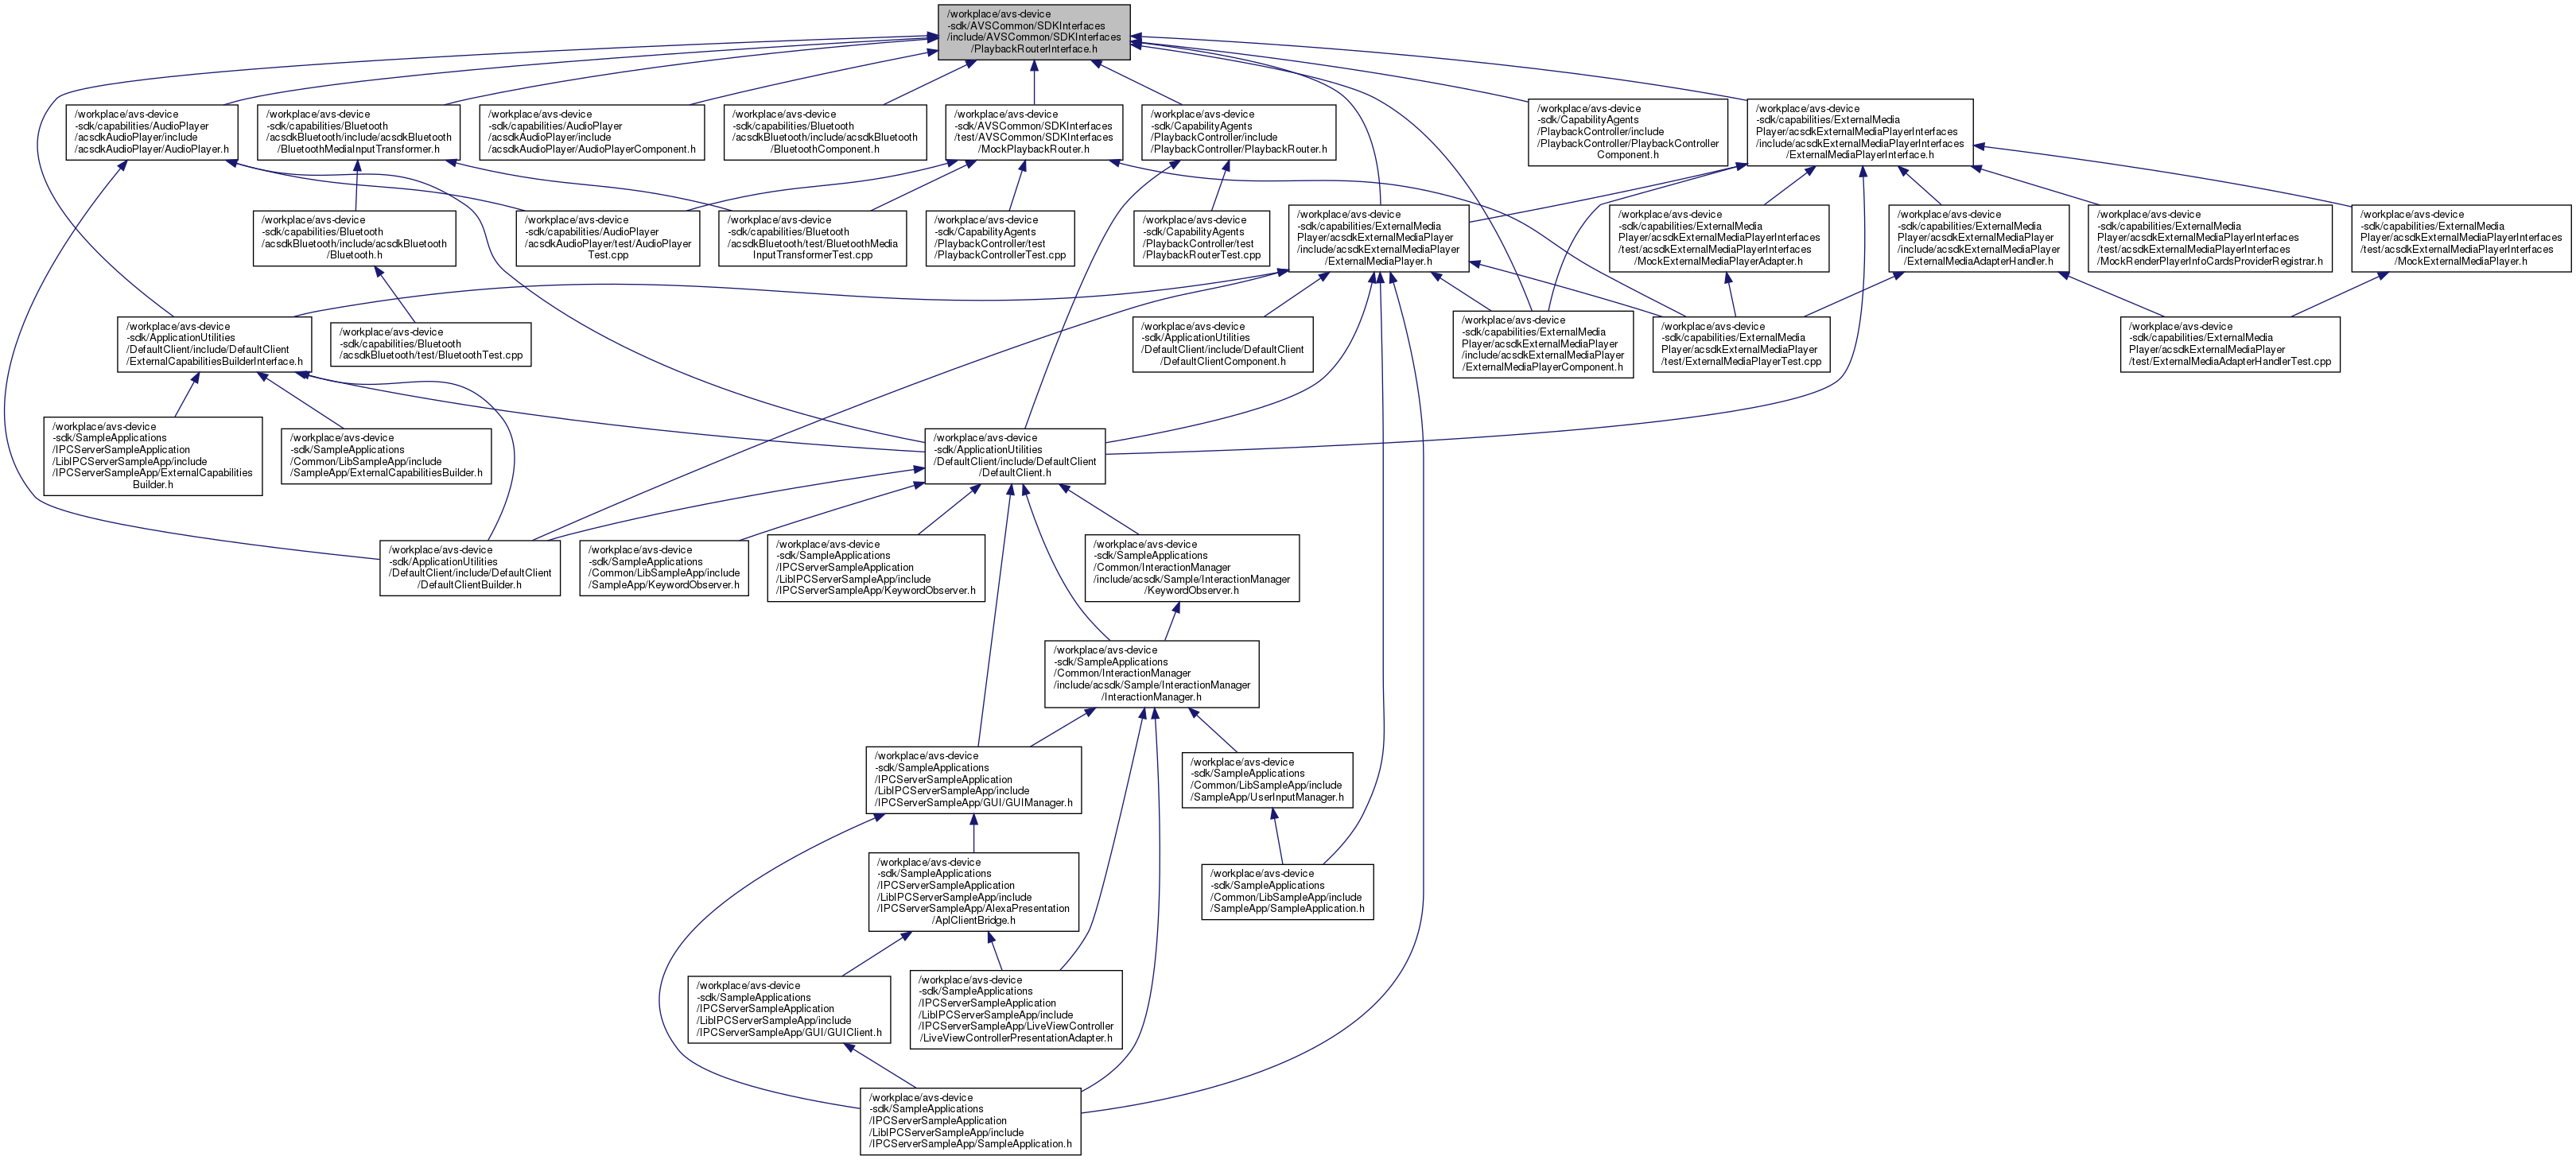 /workplace/avs-device
-sdk/AVSCommon/SDKInterfaces
/include/AVSCommon/SDKInterfaces
/PlaybackRouterInterface.h
/workplace/avs-device
-sdk/capabilities/AudioPlayer
/acsdkAudioPlayer/include
/acsdkAudioPlayer/AudioPlayer.h
/workplace/avs-device
-sdk/capabilities/Bluetooth
/acsdkBluetooth/include/acsdkBluetooth
/BluetoothMediaInputTransformer.h
/workplace/avs-device
-sdk/capabilities/AudioPlayer
/acsdkAudioPlayer/include
/acsdkAudioPlayer/AudioPlayerComponent.h
/workplace/avs-device
-sdk/capabilities/Bluetooth
/acsdkBluetooth/include/acsdkBluetooth
/BluetoothComponent.h
/workplace/avs-device
-sdk/AVSCommon/SDKInterfaces
/test/AVSCommon/SDKInterfaces
/MockPlaybackRouter.h
/workplace/avs-device
-sdk/CapabilityAgents
/PlaybackController/include
/PlaybackController/PlaybackRouter.h
/workplace/avs-device
-sdk/CapabilityAgents
/PlaybackController/include
/PlaybackController/PlaybackController
Component.h
/workplace/avs-device
-sdk/capabilities/ExternalMedia
Player/acsdkExternalMediaPlayerInterfaces
/include/acsdkExternalMediaPlayerInterfaces
/ExternalMediaPlayerInterface.h
/workplace/avs-device
-sdk/capabilities/Bluetooth
/acsdkBluetooth/include/acsdkBluetooth
/Bluetooth.h
/workplace/avs-device
-sdk/capabilities/AudioPlayer
/acsdkAudioPlayer/test/AudioPlayer
Test.cpp
/workplace/avs-device
-sdk/capabilities/Bluetooth
/acsdkBluetooth/test/BluetoothMedia
InputTransformerTest.cpp
/workplace/avs-device
-sdk/CapabilityAgents
/PlaybackController/test
/PlaybackControllerTest.cpp
/workplace/avs-device
-sdk/CapabilityAgents
/PlaybackController/test
/PlaybackRouterTest.cpp
/workplace/avs-device
-sdk/capabilities/ExternalMedia
Player/acsdkExternalMediaPlayer
/include/acsdkExternalMediaPlayer
/ExternalMediaPlayer.h
/workplace/avs-device
-sdk/capabilities/ExternalMedia
Player/acsdkExternalMediaPlayerInterfaces
/test/acsdkExternalMediaPlayerInterfaces
/MockExternalMediaPlayerAdapter.h
/workplace/avs-device
-sdk/capabilities/ExternalMedia
Player/acsdkExternalMediaPlayer
/include/acsdkExternalMediaPlayer
/ExternalMediaAdapterHandler.h
/workplace/avs-device
-sdk/capabilities/ExternalMedia
Player/acsdkExternalMediaPlayerInterfaces
/test/acsdkExternalMediaPlayerInterfaces
/MockRenderPlayerInfoCardsProviderRegistrar.h
/workplace/avs-device
-sdk/capabilities/ExternalMedia
Player/acsdkExternalMediaPlayerInterfaces
/test/acsdkExternalMediaPlayerInterfaces
/MockExternalMediaPlayer.h
/workplace/avs-device
-sdk/ApplicationUtilities
/DefaultClient/include/DefaultClient
/ExternalCapabilitiesBuilderInterface.h
/workplace/avs-device
-sdk/capabilities/Bluetooth
/acsdkBluetooth/test/BluetoothTest.cpp
/workplace/avs-device
-sdk/ApplicationUtilities
/DefaultClient/include/DefaultClient
/DefaultClientComponent.h
/workplace/avs-device
-sdk/capabilities/ExternalMedia
Player/acsdkExternalMediaPlayer
/include/acsdkExternalMediaPlayer
/ExternalMediaPlayerComponent.h
/workplace/avs-device
-sdk/capabilities/ExternalMedia
Player/acsdkExternalMediaPlayer
/test/ExternalMediaPlayerTest.cpp
/workplace/avs-device
-sdk/capabilities/ExternalMedia
Player/acsdkExternalMediaPlayer
/test/ExternalMediaAdapterHandlerTest.cpp
/workplace/avs-device
-sdk/SampleApplications
/IPCServerSampleApplication
/LibIPCServerSampleApp/include
/IPCServerSampleApp/ExternalCapabilities
Builder.h
/workplace/avs-device
-sdk/SampleApplications
/Common/LibSampleApp/include
/SampleApp/ExternalCapabilitiesBuilder.h
/workplace/avs-device
-sdk/ApplicationUtilities
/DefaultClient/include/DefaultClient
/DefaultClient.h
/workplace/avs-device
-sdk/ApplicationUtilities
/DefaultClient/include/DefaultClient
/DefaultClientBuilder.h
/workplace/avs-device
-sdk/SampleApplications
/Common/LibSampleApp/include
/SampleApp/KeywordObserver.h
/workplace/avs-device
-sdk/SampleApplications
/IPCServerSampleApplication
/LibIPCServerSampleApp/include
/IPCServerSampleApp/KeywordObserver.h
/workplace/avs-device
-sdk/SampleApplications
/Common/InteractionManager
/include/acsdk/Sample/InteractionManager
/KeywordObserver.h
/workplace/avs-device
-sdk/SampleApplications
/Common/InteractionManager
/include/acsdk/Sample/InteractionManager
/InteractionManager.h
/workplace/avs-device
-sdk/SampleApplications
/IPCServerSampleApplication
/LibIPCServerSampleApp/include
/IPCServerSampleApp/GUI/GUIManager.h
/workplace/avs-device
-sdk/SampleApplications
/Common/LibSampleApp/include
/SampleApp/UserInputManager.h
/workplace/avs-device
-sdk/SampleApplications
/IPCServerSampleApplication
/LibIPCServerSampleApp/include
/IPCServerSampleApp/AlexaPresentation
/AplClientBridge.h
/workplace/avs-device
-sdk/SampleApplications
/Common/LibSampleApp/include
/SampleApp/SampleApplication.h
/workplace/avs-device
-sdk/SampleApplications
/IPCServerSampleApplication
/LibIPCServerSampleApp/include
/IPCServerSampleApp/GUI/GUIClient.h
/workplace/avs-device
-sdk/SampleApplications
/IPCServerSampleApplication
/LibIPCServerSampleApp/include
/IPCServerSampleApp/LiveViewController
/LiveViewControllerPresentationAdapter.h
/workplace/avs-device
-sdk/SampleApplications
/IPCServerSampleApplication
/LibIPCServerSampleApp/include
/IPCServerSampleApp/SampleApplication.h